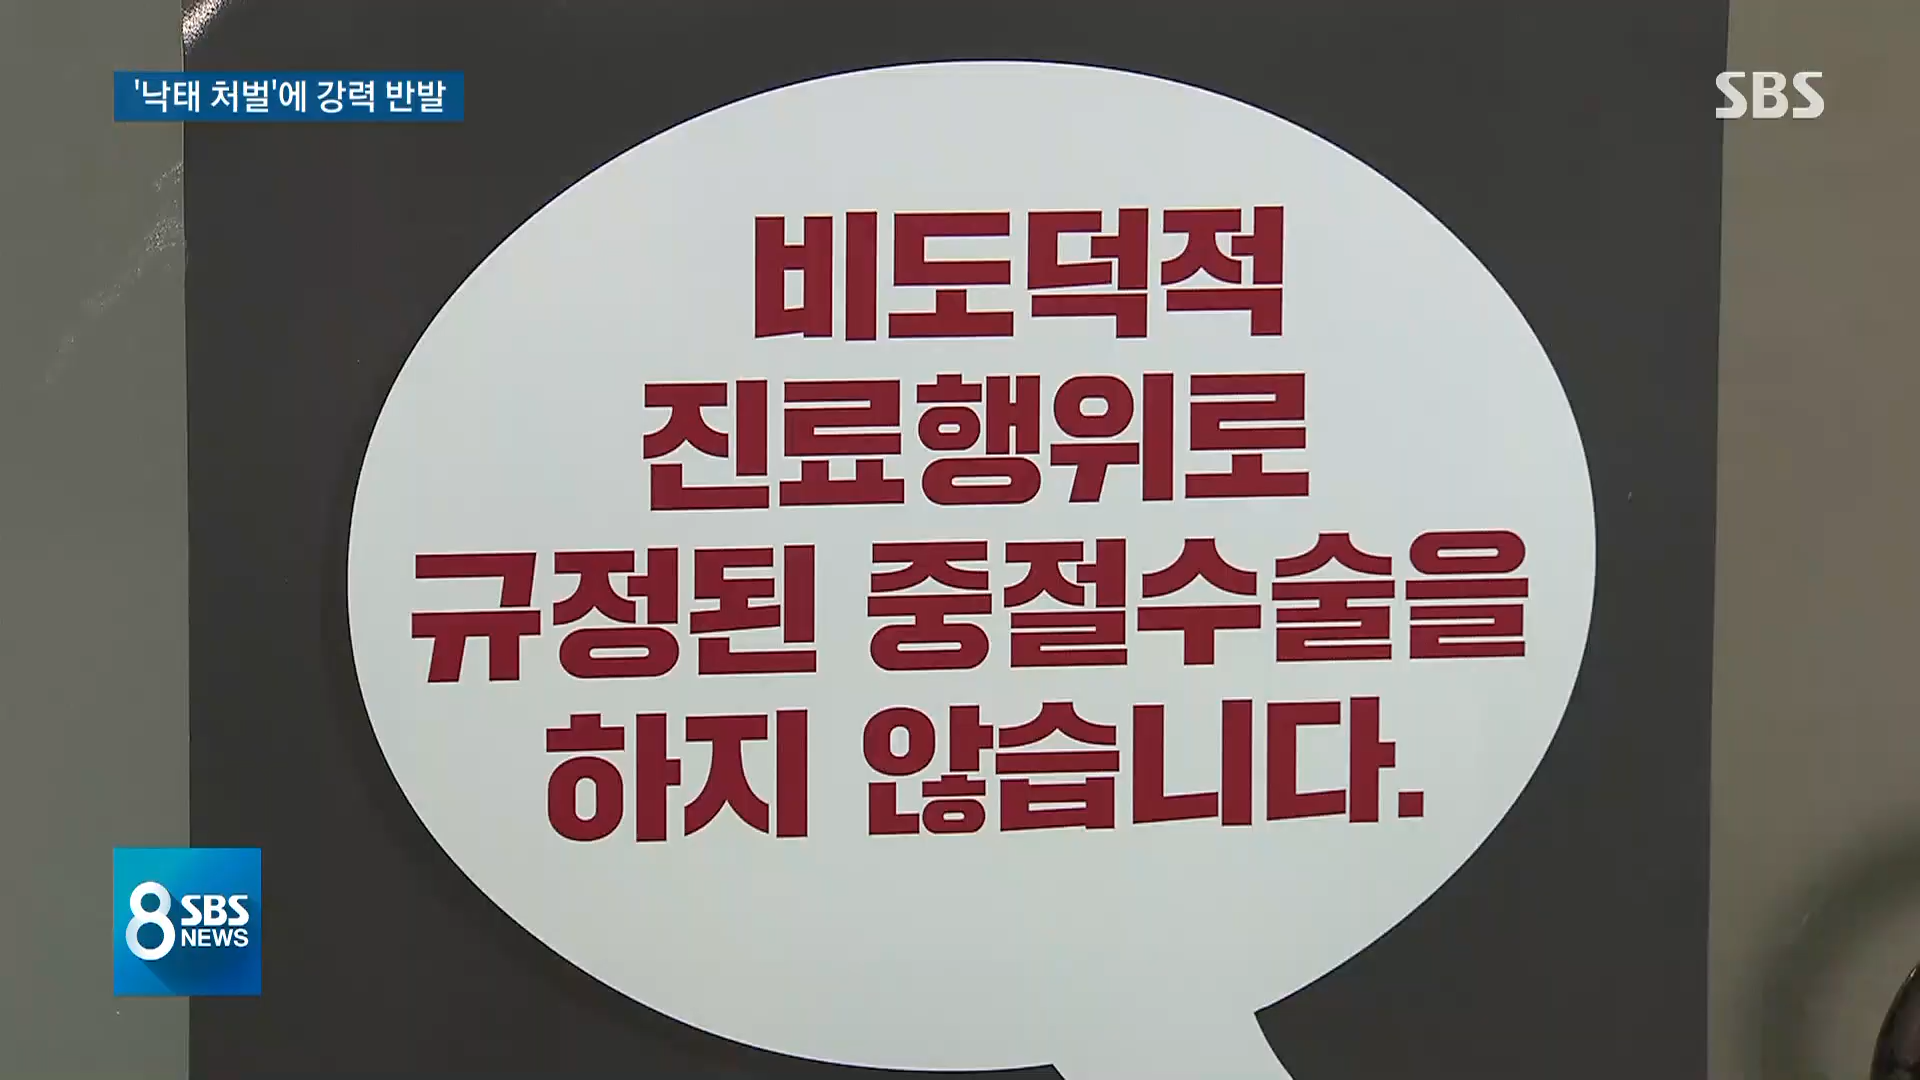 '낙태 처벌'에 강력 반발
SBS
비도덕적
진료행위로
규정된 중절수술을
하지 않습니다.
8 SBS
NEWS